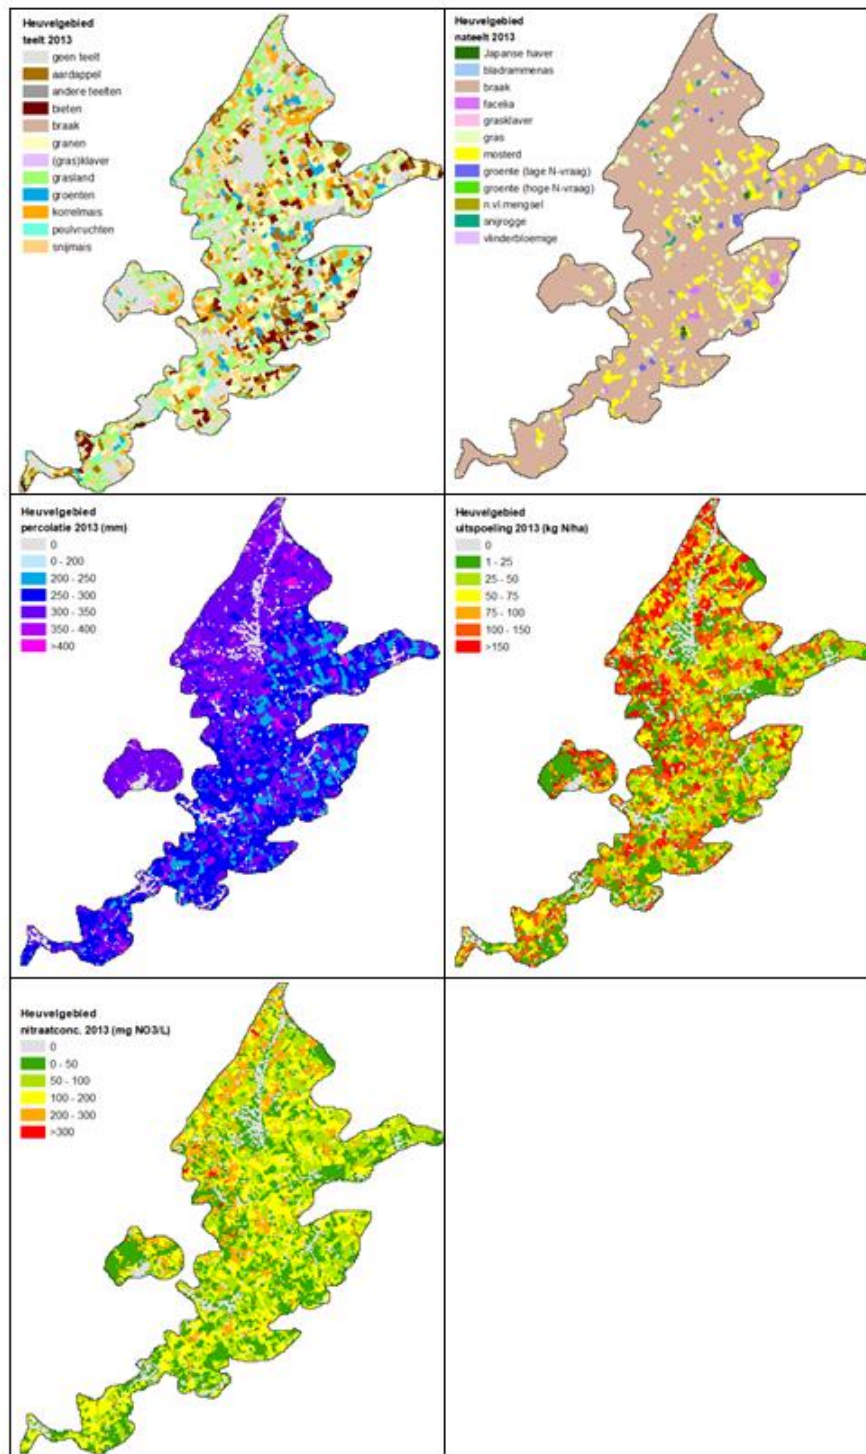 Heuvelgebied
teelt 2013
geen teelt
aardappel
andere teelten
bieten
braak
granen
(gras)klaver
grasland
groenten
korrelmais
peulvruchten
snijmais
Heuvelgebied
nateelt 2013
Japanse haver
bladrammenas
braak
facelia
grasklaver
gras
mosterd
groente (lage N-vraag)
groente (hoge N-vraag)
n.vl.mengsel
snijrogge
vlinderbloemige
Heuvelgebied
percolatie 2013 (mm)
0
0 - 200
200 - 250
250 - 300
300 - 350
350 - 400
>400
Heuvelgebied
uitspoeling 2013 (kg N/ha)
0
1 - 25
25 - 50
50 - 75
75 - 100
100 - 150
>150
Heuvelgebied
nitraatconc. 2013 (mg NO3/L)
0
0 - 50
50 - 100
100 - 200
200 - 300
>300